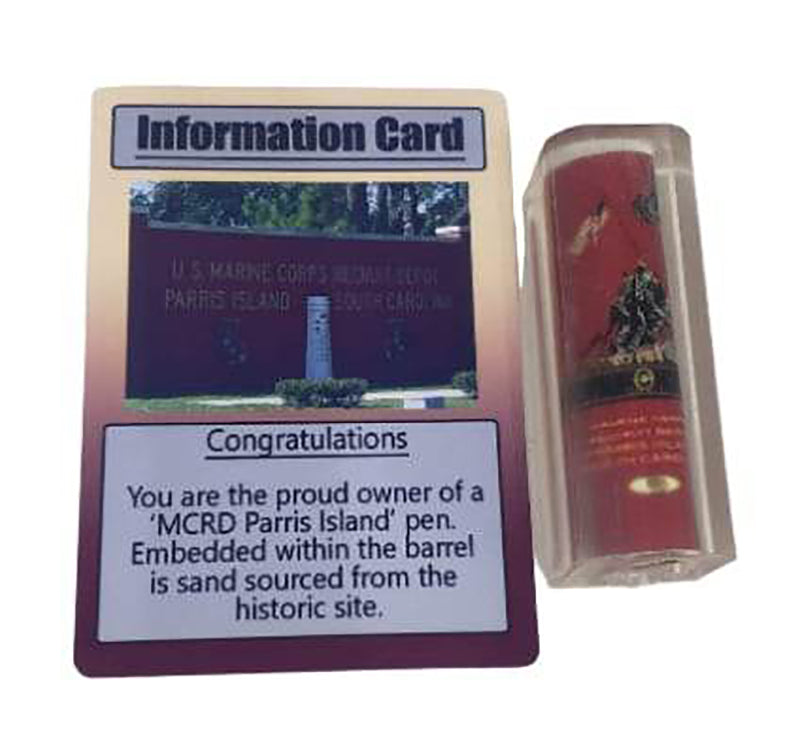 Information Card
U.S. MARINE CORPS RECRUIT DEPOT
PARRIS ISLAND SOUTH CAROLINA
Congratulations
You are the proud owner of a
‘MCRD Parris Island’ pen.
Embedded within the barrel
is sand sourced from the
historic site.